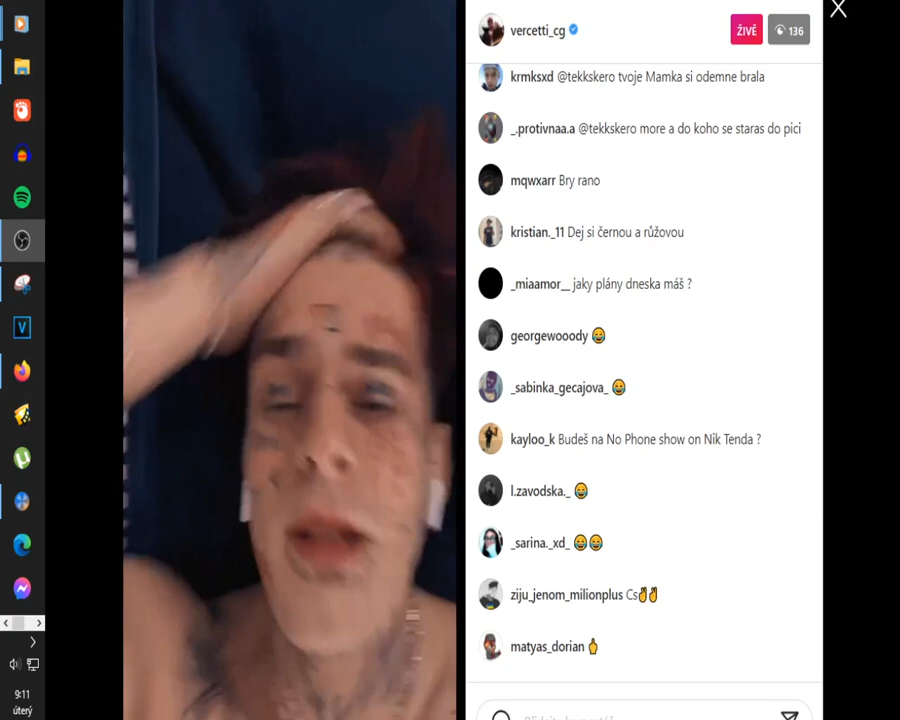 vercetti_cg
ŽIVĚ
136
krmksxd @tekkskero tvoje Mamka si odemne brala
_.protivnaa.a @tekkskero more a do koho se staras do pici
mqwxarr Bry rano
kristian._11 Dej si černou a růžovou
_miaamor__ jaky plány dneska máš ?
georgewooody 😂
_sabinka_gecajova_ 😂
kayloo_k Budeš na No Phone show on Nik Tenda ?
l.zavodska._ 😂
_sarina._xd_ 😂😂
ziju_jenom_milionplus Cs✌️✌️
matyas_dorian 🖕
9:11
úterý